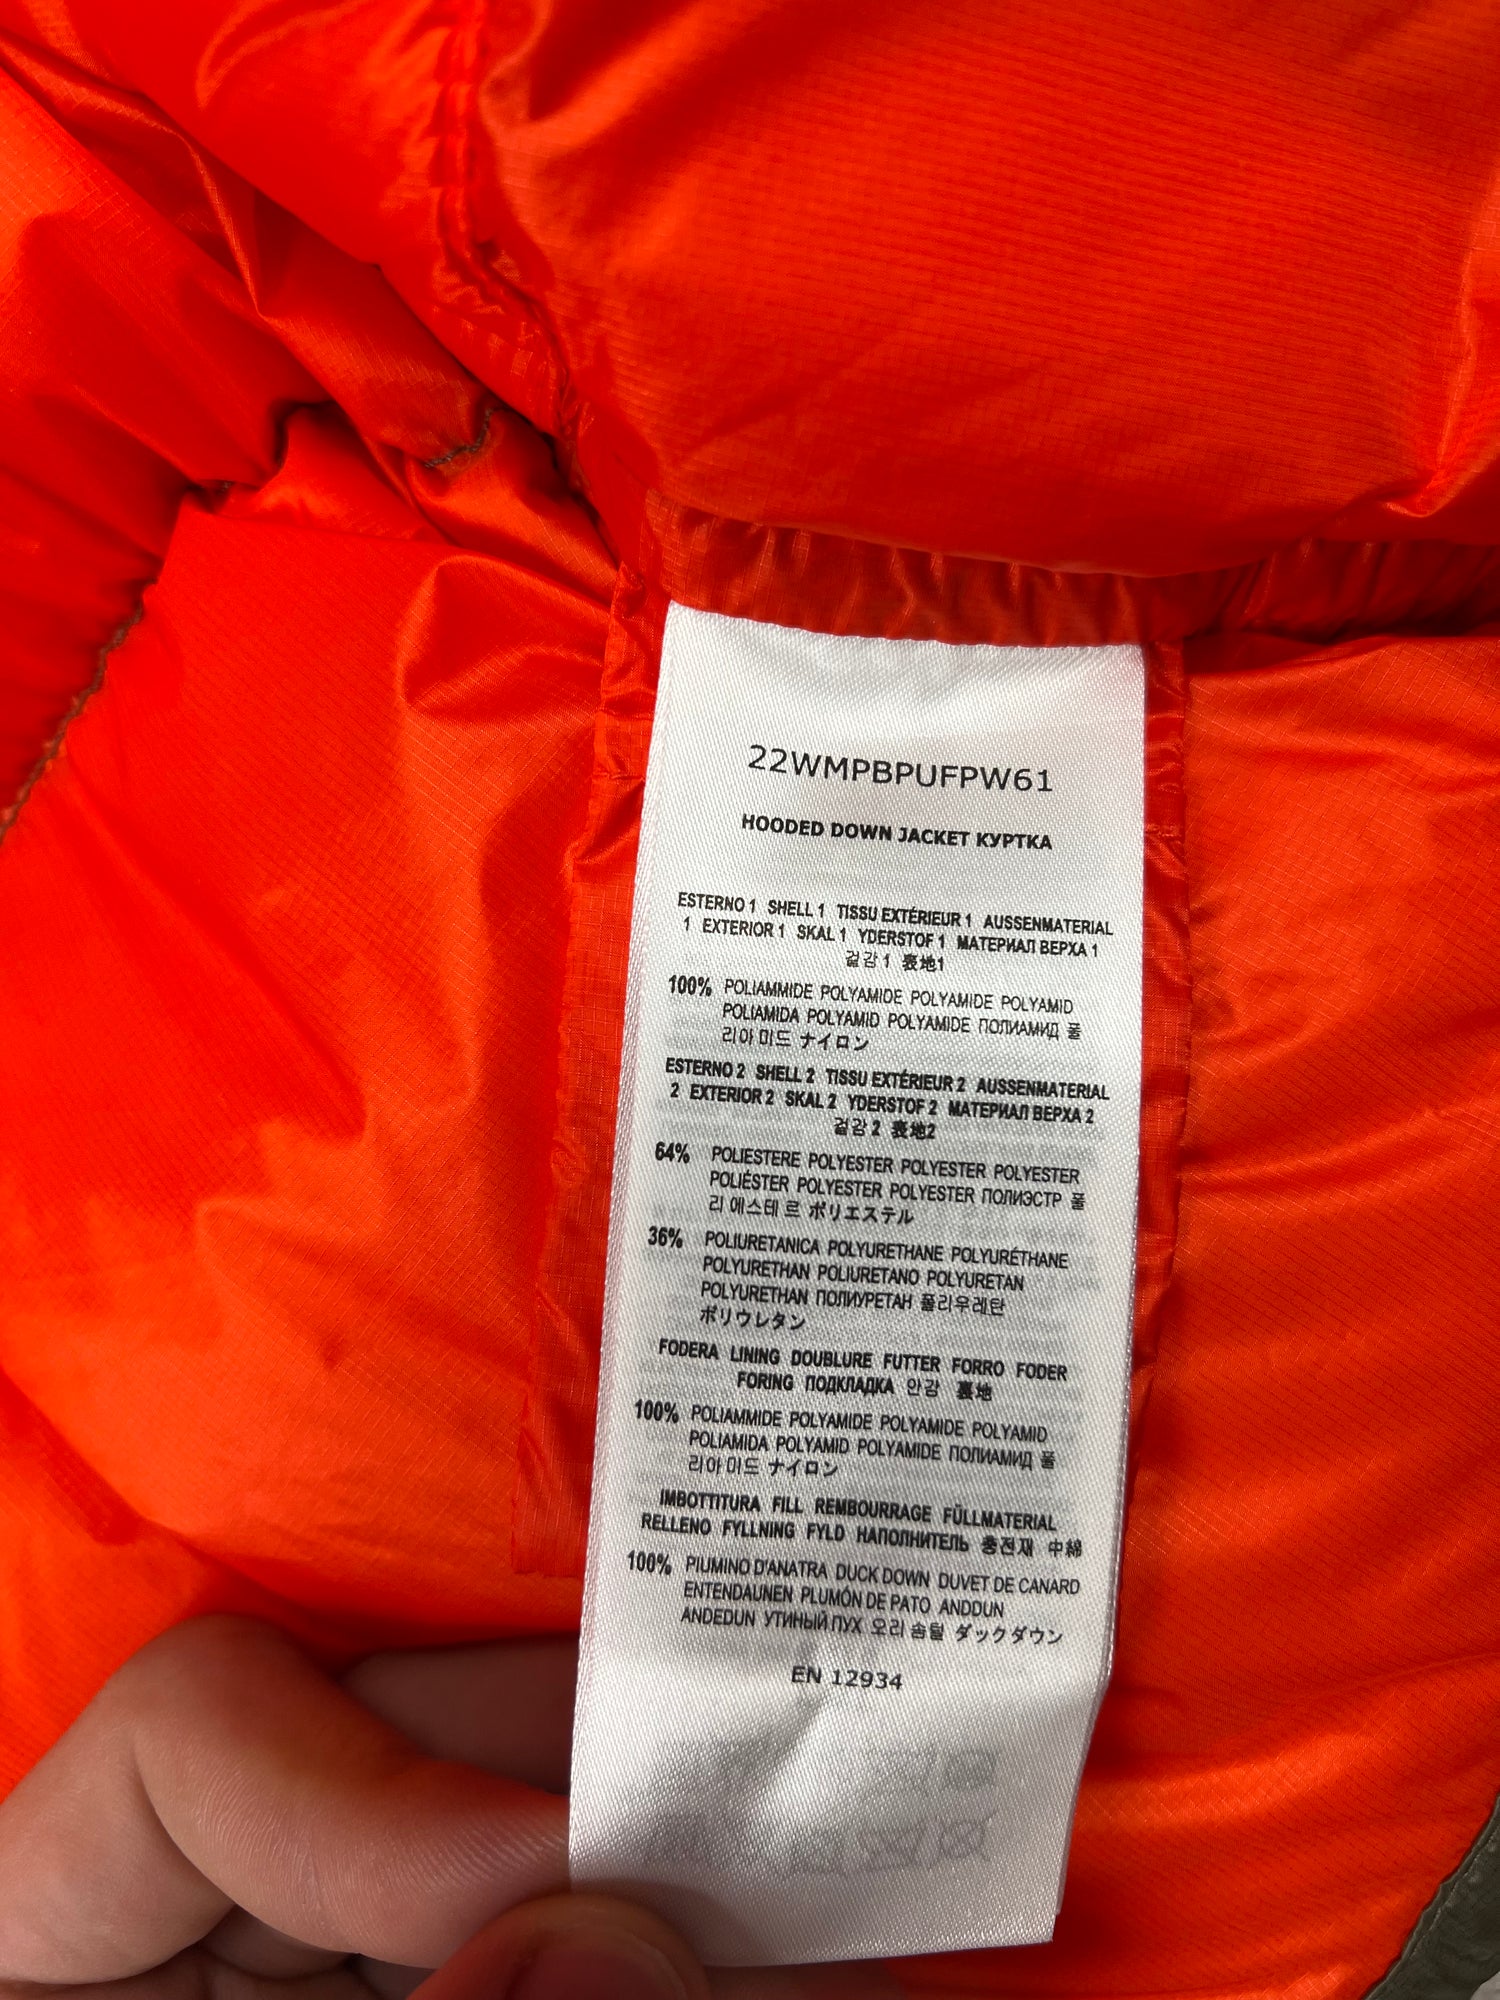 22WMPBPUFPW61
HOODED DOWN JACKET КУРТКА
ESTERNO 1 SHELL 1 TISSU EXTÉRIEUR 1 AUSSENMATERIAL
1 EXTERIOR 1 SKAL 1 YDERSTOF 1 МАТЕРИАЛ ВЕРХА 1
겉감 1 表地1
100% POLIAMMIDE POLYAMIDE POLYAMIDE POLYAMID
POLIAMIDA POLYAMID POLYAMIDE ПОЛИАМИД 폴
리아미드 ナイロン
ESTERNO 2 SHELL 2 TISSU EXTÉRIEUR 2 AUSSENMATERIAL
2 EXTERIOR 2 SKAL 2 YDERSTOF 2 МАТЕРИАЛ ВЕРХА 2
겉감 2 表地2
64% POLIESTERE POLYESTER POLYESTER POLYESTER
POLIÉSTER POLYESTER POLYESTER ПОЛИЭСТР 폴
리에스테르 ポリエステル
36% POLIURETANICA POLYURETHANE POLYURÉTHANE
POLYURETHAN POLIURETANO POLYURETAN
POLYURETHAN ПОЛИУРЕТАН 폴리우레탄
ポリウレタン
FODERA LINING DOUBLURE FUTTER FORRO FODER
FORING ПОДКЛАДКА 안감 裏地
100% POLIAMMIDE POLYAMIDE POLYAMIDE POLYAMID
POLIAMIDA POLYAMID POLYAMIDE ПОЛИАМИД 폴
리아미드 ナイロン
IMBOTTITURA FILL REMBOURRAGE FÜLLMATERIAL
RELLENO FYLLNING FYLD НАПОЛНИТЕЛЬ 충전재 中綿
100% PIUMINO D'ANATRA DUCK DOWN DUVET DE CANARD
ENTENDAUNEN PLUMÓN DE PATO ANDDUN
ANDEDUN УТИНЫЙ ПУХ 오리 솜털 ダックダウン
EN 12934